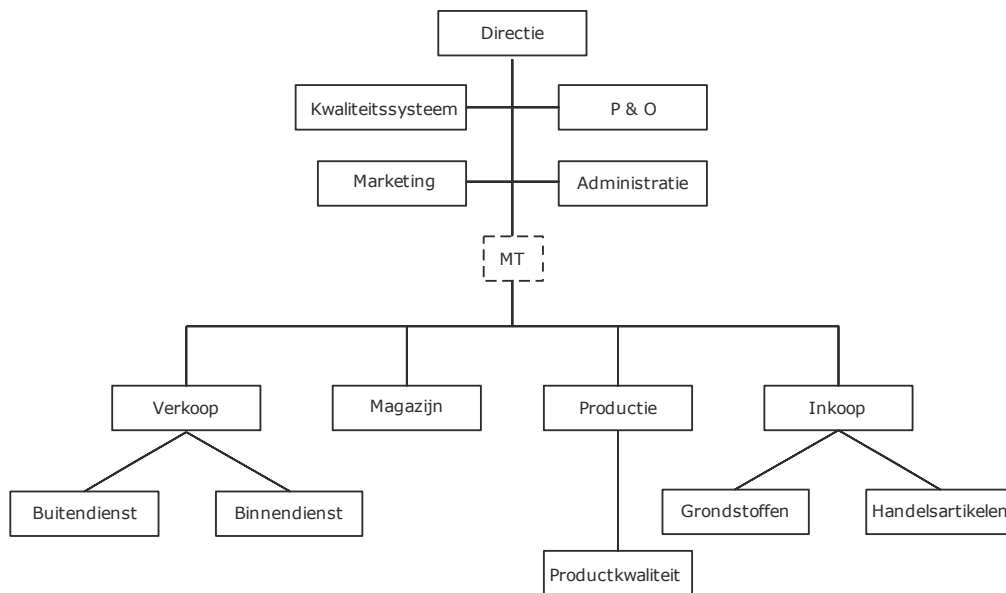 Directie
Kwaliteitssysteem
P & O
Marketing
Administratie
MT
Verkoop
Magazijn
Productie
Inkoop
Buitendienst
Binnendienst
Grondstoffen
Handelsartikelen
Productkwaliteit